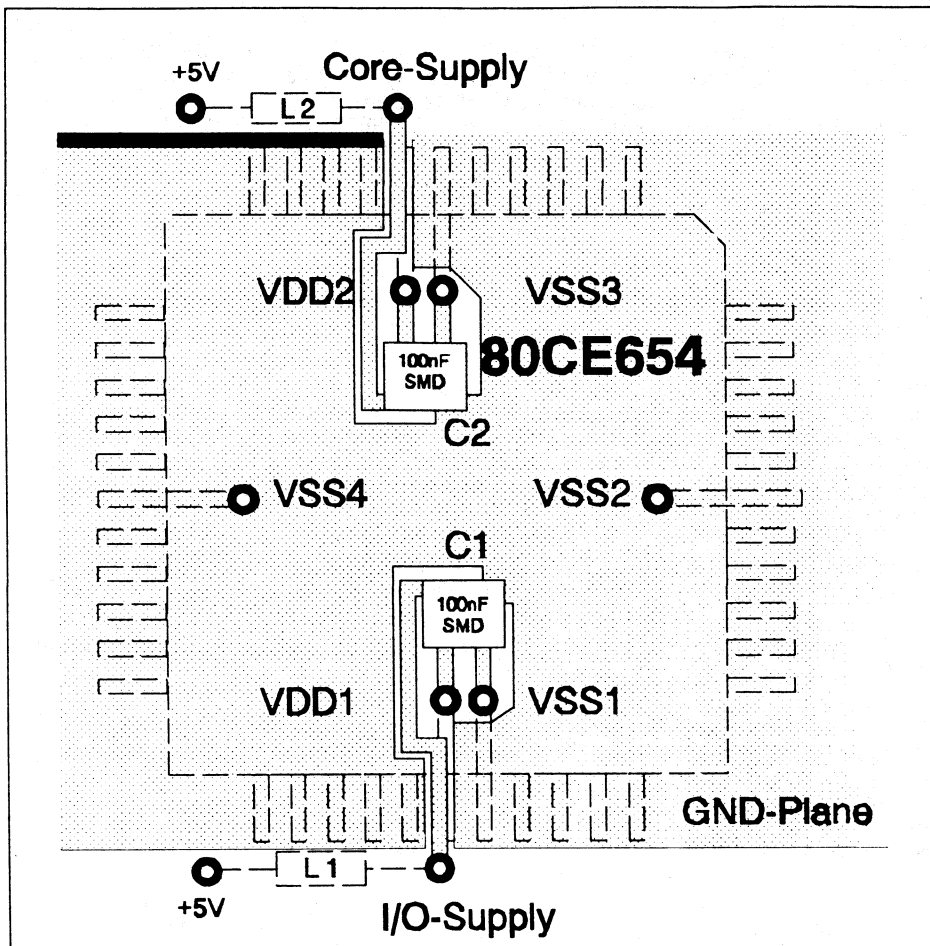 Core-Supply
+5V
L2
VDD2
VSS3
100nF
SMD
80CE654
C2
VSS4
VSS2
C1
100nF
SMD
VDD1
VSS1
GND-Plane
L1
+5V
I/O-Supply